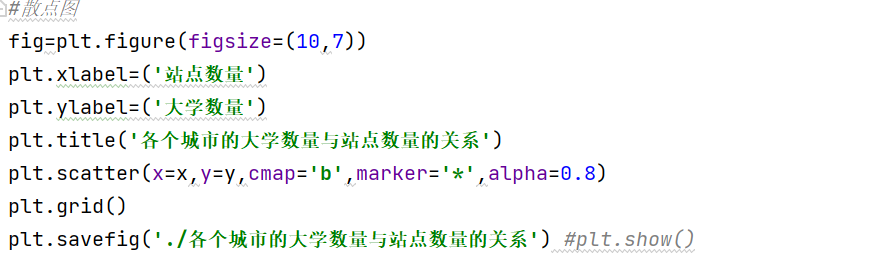 #散点图
fig=plt.figure(figsize=(10,7))
plt.xlabel=('站点数量')
plt.ylabel=('大学数量')
plt.title('各个城市的大学数量与站点数量的关系')
plt.scatter(x=x,y=y,cmap='b',marker='*',alpha=0.8)
plt.grid()
plt.savefig('./各个城市的大学数量与站点数量的关系') #plt.show()